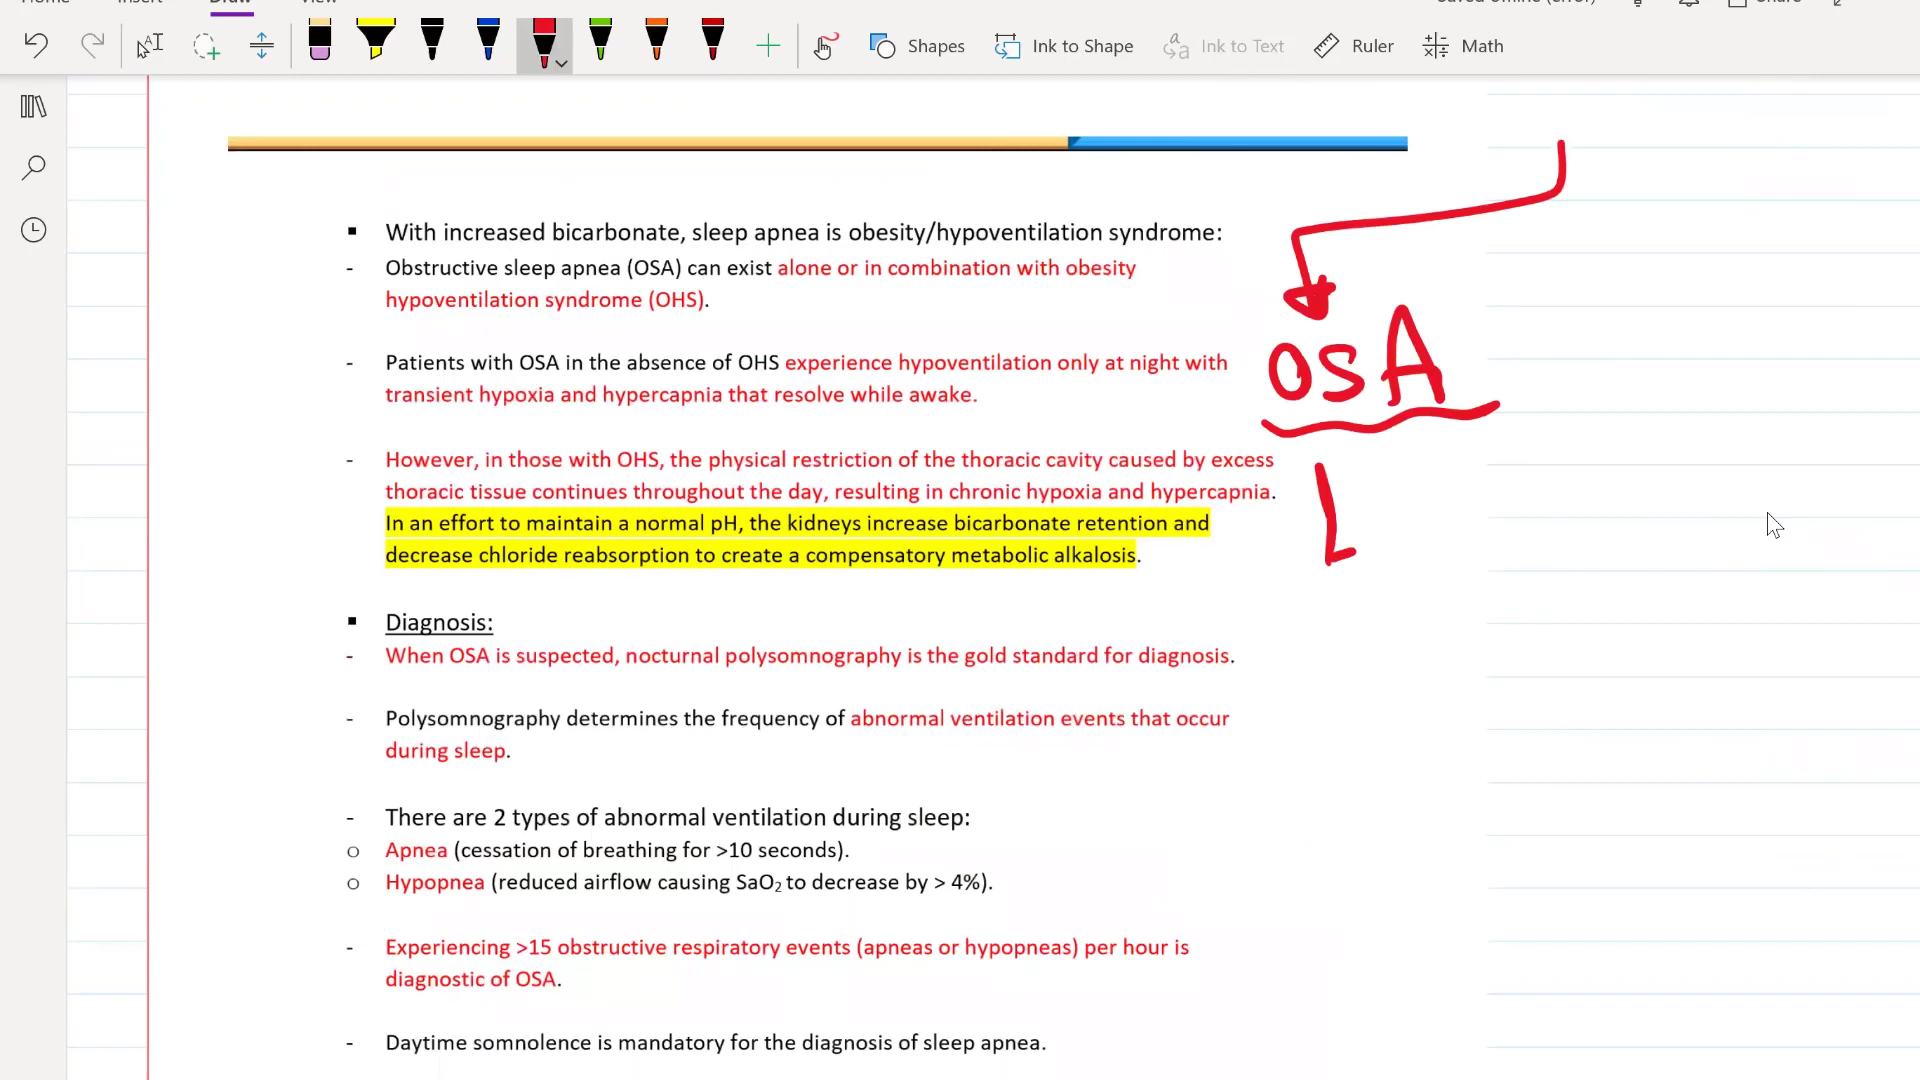 Draw
Shapes
Ink to Shape
Ink to Text
Ruler
Math
▪ With increased bicarbonate, sleep apnea is obesity/hypoventilation syndrome:
- Obstructive sleep apnea (OSA) can exist alone or in combination with obesity
hypoventilation syndrome (OHS).
- Patients with OSA in the absence of OHS experience hypoventilation only at night with
transient hypoxia and hypercapnia that resolve while awake.
OSA
- However, in those with OHS, the physical restriction of the thoracic cavity caused by excess
thoracic tissue continues throughout the day, resulting in chronic hypoxia and hypercapnia.
In an effort to maintain a normal pH, the kidneys increase bicarbonate retention and
decrease chloride reabsorption to create a compensatory metabolic alkalosis.
▪ Diagnosis:
- When OSA is suspected, nocturnal polysomnography is the gold standard for diagnosis.
- Polysomnography determines the frequency of abnormal ventilation events that occur
during sleep.
- There are 2 types of abnormal ventilation during sleep:
o Apnea (cessation of breathing for >10 seconds).
o Hypopnea (reduced airflow causing SaO₂ to decrease by > 4%).
- Experiencing >15 obstructive respiratory events (apneas or hypopneas) per hour is
diagnostic of OSA.
- Daytime somnolence is mandatory for the diagnosis of sleep apnea.